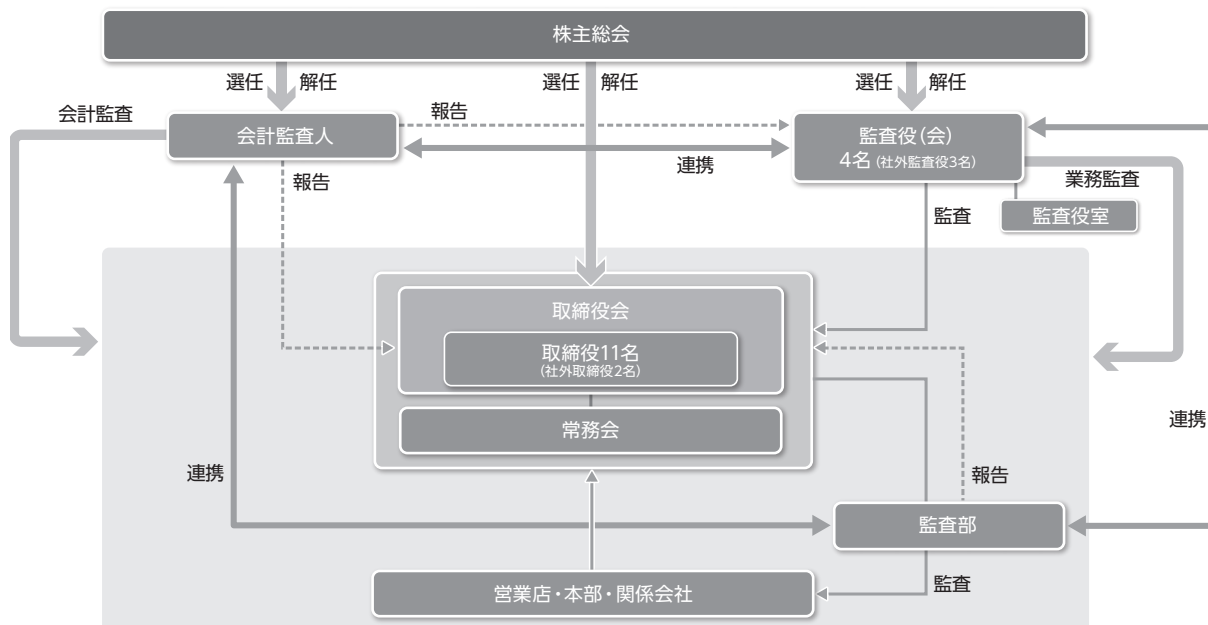 株主総会
選任 解任
選任 解任
選任 解任
会計監査
会計監査人
報告
監査役(会)
4名(社外監査役3名)
連携
報告
業務監査
監査役室
監査
取締役会
取締役11名
(社外取締役2名)
常務会
連携
連携
報告
監査部
監査
営業店・本部・関係会社